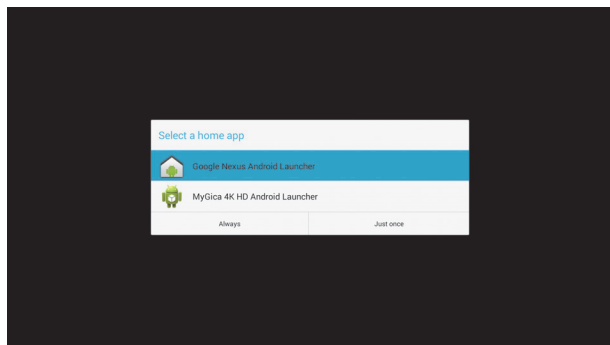 Select a home app
Google Nexus Android Launcher
MyGica 4K HD Android Launcher
Always Just once